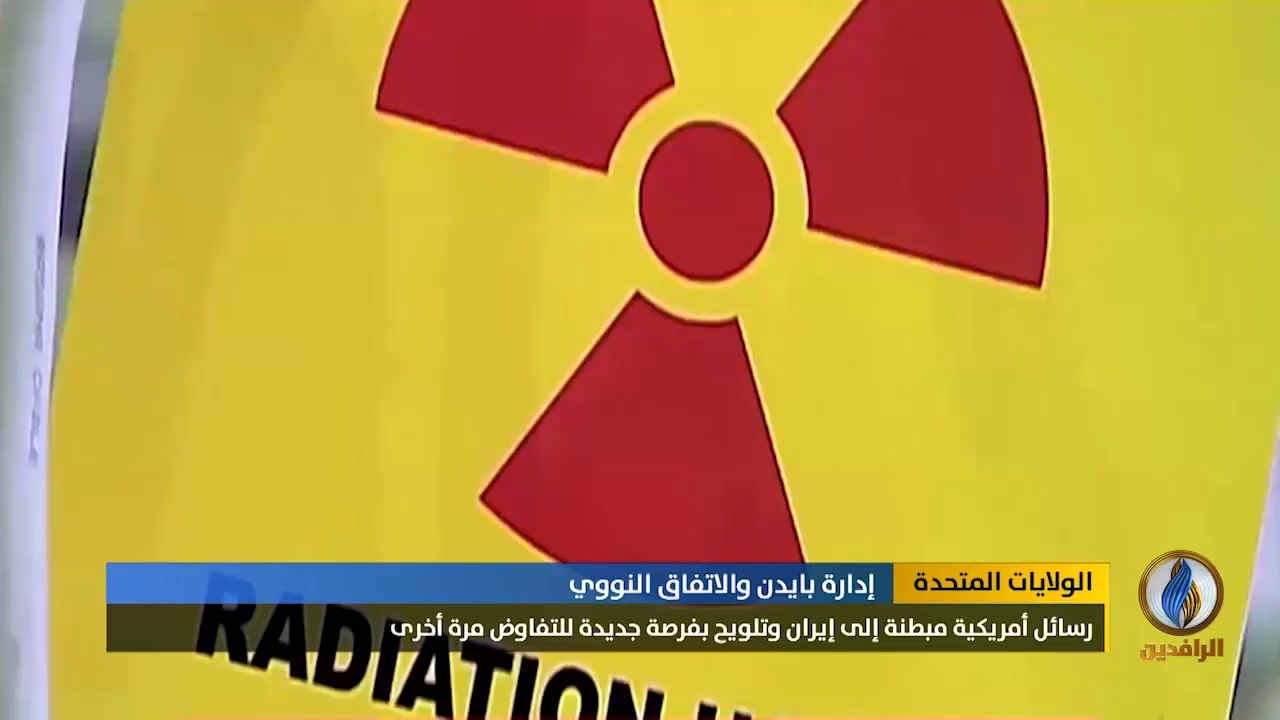 الولايات المتحدة
إدارة بايدن والاتفاق النووي
رسائل أمريكية مبطنة إلى إيران وتلويح بفرصة جديدة للتفاوض مرة أخرى
الرافدين
RADIATION